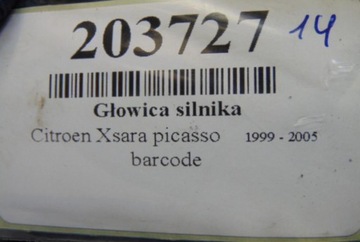 203727 14
Głowica silnika
Citroen Xsara picasso 1999 - 2005
barcode